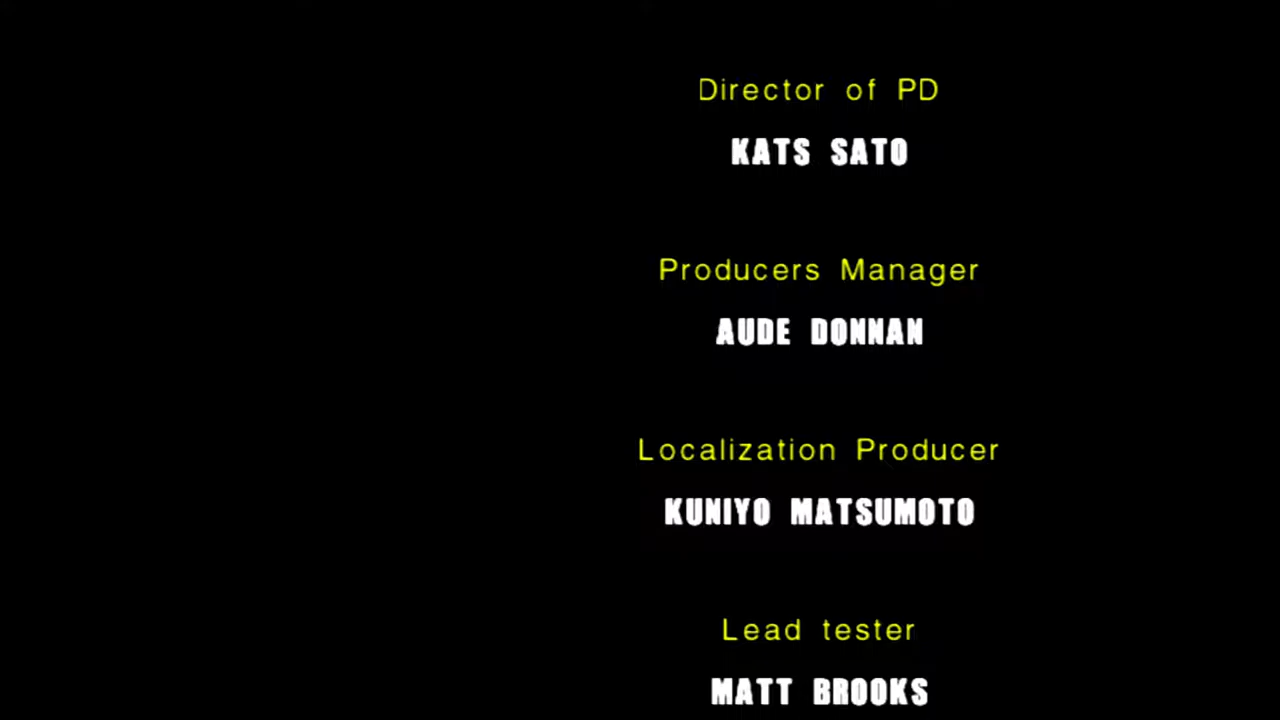 Director of PD
KATS SATO
Producers Manager
AUDE DONNAN
Localization Producer
KUNIYO MATSUMOTO
Lead tester
MATT BROOKS